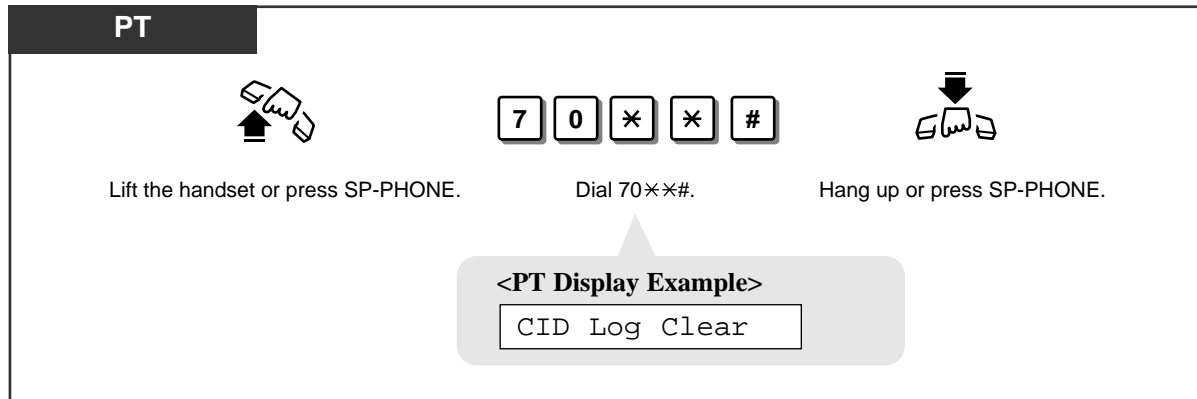 PT
7 0 ✳ ✳ #
Lift the handset or press SP-PHONE.
Dial 70✳✳#.
Hang up or press SP-PHONE.
<PT Display Example>
CID Log Clear